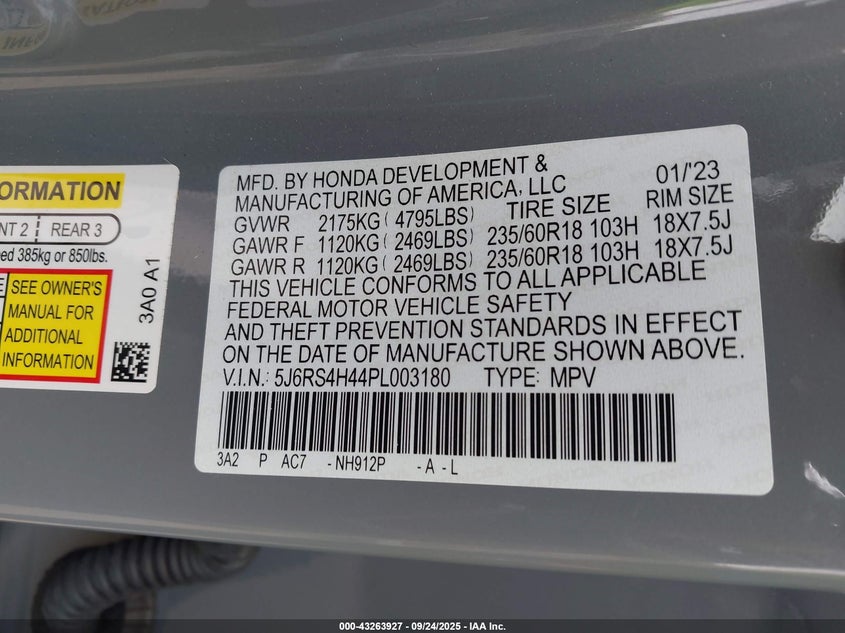 ORMATION
NT 2 REAR 3
ed 385kg or 850lbs.
SEE OWNER'S
MANUAL FOR
ADDITIONAL
INFORMATION
3A0 A1
MFD. BY HONDA DEVELOPMENT & 01/'23
MANUFACTURING OF AMERICA, LLC
GVWR 2175KG ( 4795LBS) TIRE SIZE RIM SIZE
GAWR F 1120KG ( 2469LBS) 235/60R18 103H 18X7.5J
GAWR R 1120KG ( 2469LBS) 235/60R18 103H 18X7.5J
THIS VEHICLE CONFORMS TO ALL APPLICABLE
FEDERAL MOTOR VEHICLE SAFETY
AND THEFT PREVENTION STANDARDS IN EFFECT
ON THE DATE OF MANUFACTURE SHOWN ABOVE.
V.I.N.: 5J6RS4H44PL003180 TYPE: MPV
3A2 P AC7 -NH912P -A-L
000-43263927 - 09/24/2025 - IAA Inc.